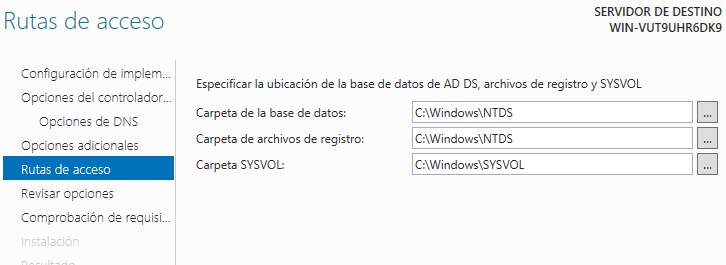 Rutas de acceso
SERVIDOR DE DESTINO
WIN-VUT9UHR6DK9
Configuración de implem...
Opciones del controlador...
Opciones de DNS
Opciones adicionales
Rutas de acceso
Revisar opciones
Comprobación de requisi...
Instalación
Resultado
Especificar la ubicación de la base de datos de AD DS, archivos de registro y SYSVOL
Carpeta de la base de datos: C:\Windows\NTDS ...
Carpeta de archivos de registro: C:\Windows\NTDS ...
Carpeta SYSVOL: C:\Windows\SYSVOL ...